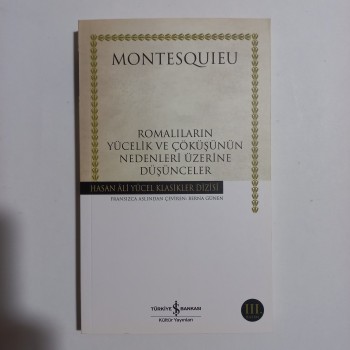 MONTESQUIEU
ROMALILARIN
YÜCELİK VE ÇÖKÜŞÜNÜN
NEDENLERİ ÜZERİNE
DÜŞÜNCELER
HASAN ÂLİ YÜCEL KLASİKLER DİZİSİ
FRANSIZCA ASLINDAN ÇEVİREN: BERNA GÜNEN
III.
TÜRKİYE İŞ BANKASI
Kültür Yayınları